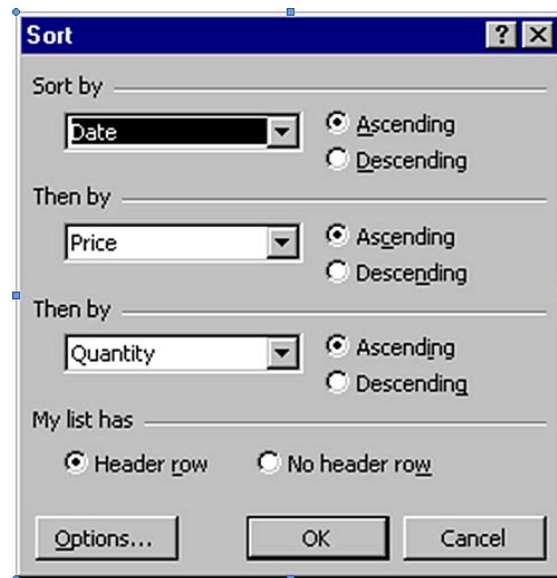 Sort
Sort by
Date
Ascending
Descending
Then by
Price
Ascending
Descending
Then by
Quantity
Ascending
Descending
My list has
Header row
No header row
Options...
OK
Cancel